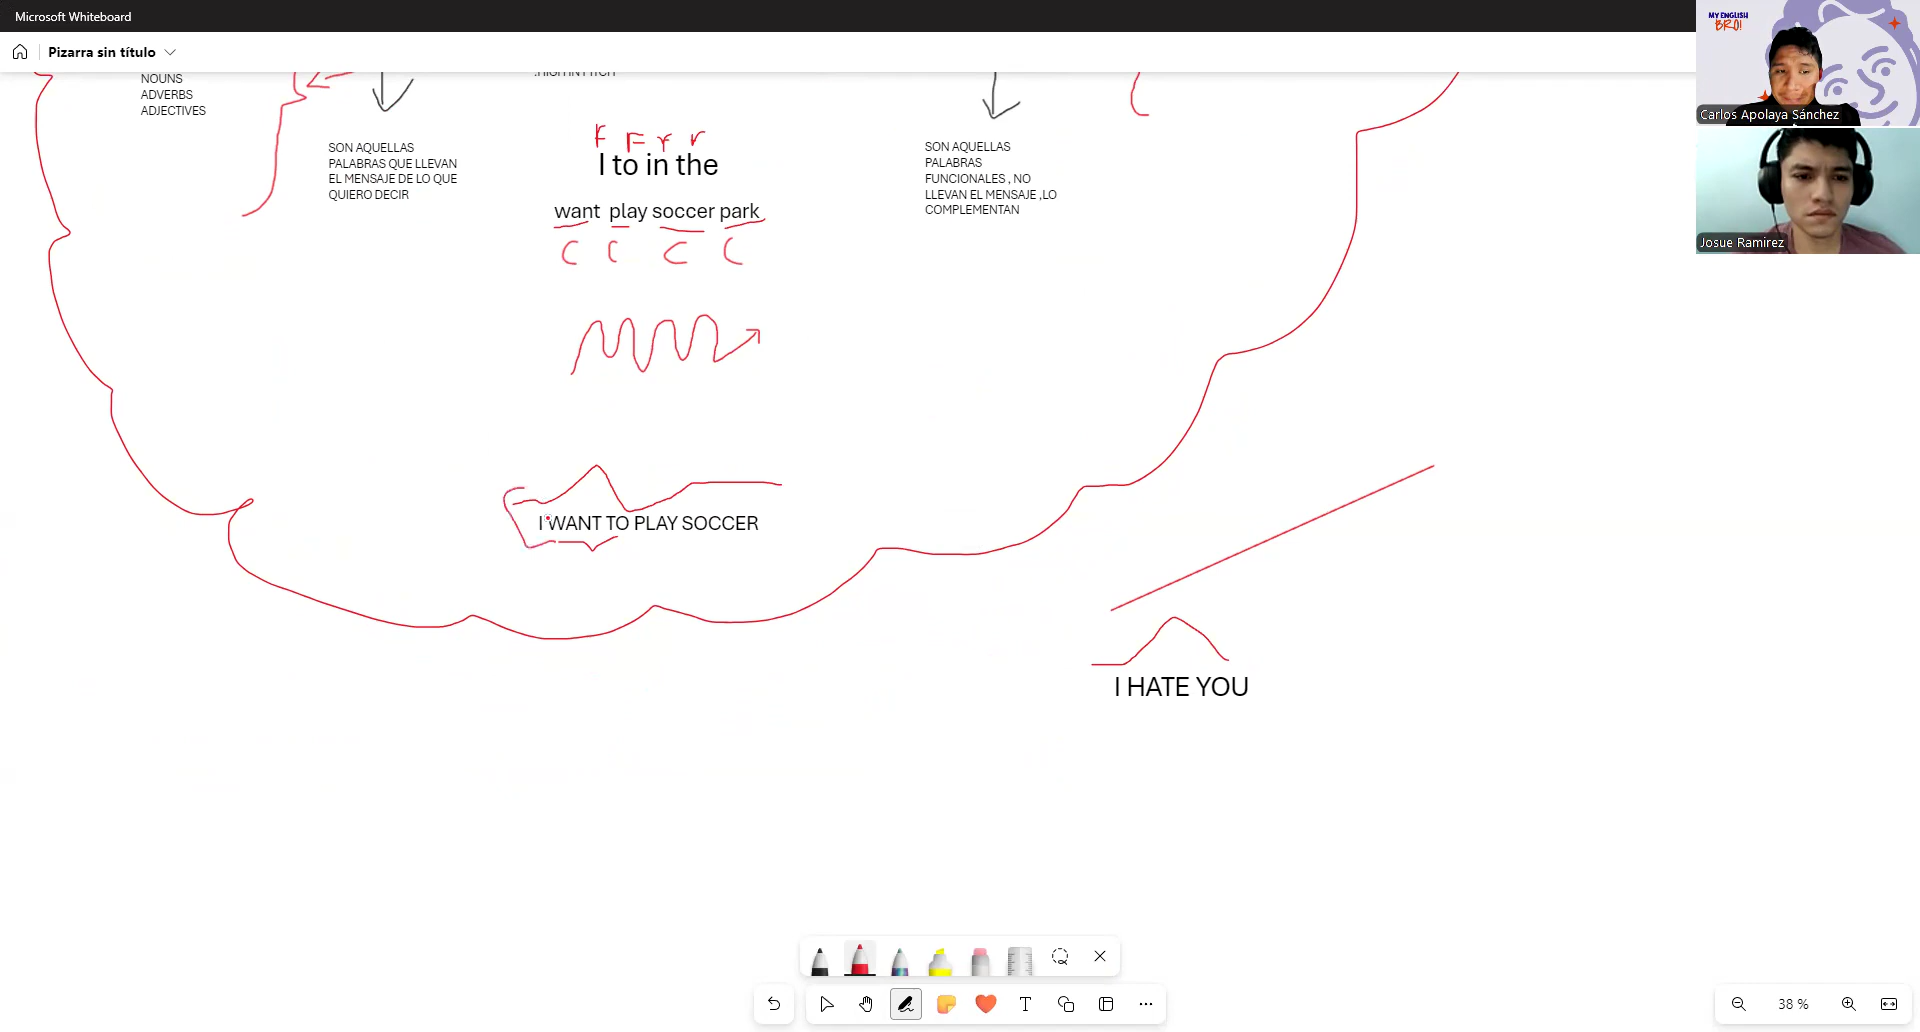 Microsoft Whiteboard
Pizarra sin título
MY ENGLISH
BRO!
Carlos Apolaya Sánchez
Josue Ramirez
NOUNS
ADVERBS
ADJECTIVES
SON AQUELLAS
PALABRAS QUE LLEVAN
EL MENSAJE DE LO QUE
QUIERO DECIR
F F F F
I to in the
want play soccer park
C C C C
SON AQUELLAS
PALABRAS
FUNCIONALES , NO
LLEVAN EL MENSAJE ,LO
COMPLEMENTAN
I WANT TO PLAY SOCCER
I HATE YOU
38 %